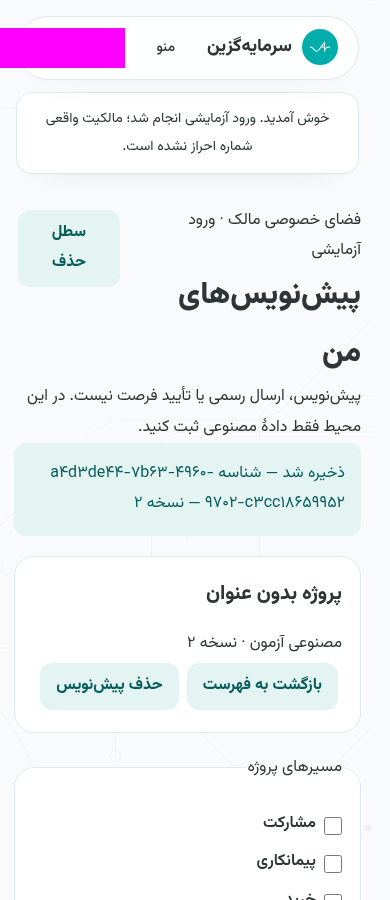 سرمایه‌گزین
منو
خوش آمدید. ورود آزمایشی انجام شد؛ مالکیت واقعی
شماره احراز نشده است.
فضای خصوصی مالک · ورود
آزمایشی
سطل
حذف
پیش‌نویس‌های
من
پیش‌نویس، ارسال رسمی یا تأیید فرصت نیست. در این
محیط فقط دادهٔ مصنوعی ثبت کنید.
ذخیره شد — شناسه a۴d۳de۴۴-۷b۶۳-۴۹۶۰-
۹۷۰۲-c۳cc۱۸۶۵۹۹۵۲ — نسخه ۲
پروژه بدون عنوان
مصنوعی آزمون · نسخه ۲
بازگشت به فهرست
حذف پیش‌نویس
مسیرهای پروژه
مشارکت
پیمانکاری
خرید